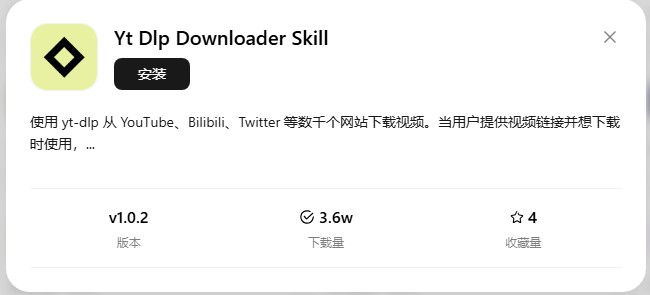 Yt Dlp Downloader Skill
安装
使用 yt-dlp 从 YouTube、Bilibili、Twitter 等数千个网站下载视频。当用户提供视频链接并想下载
时使用，...
v1.0.2
版本
3.6w
下载量
4
收藏量